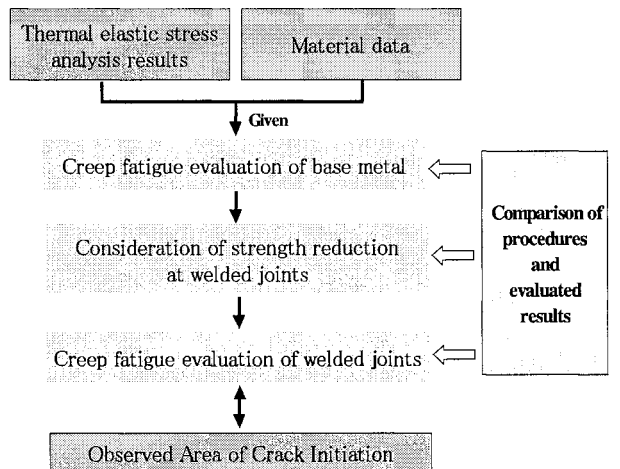 Thermal elastic stress
analysis results
Material data
Given
Creep fatigue evaluation of base metal
Consideration of strength reduction
at welded joints
Creep fatigue evaluation of welded joints
Comparison of
procedures
and
evaluated
results
Observed Area of Crack Initiation